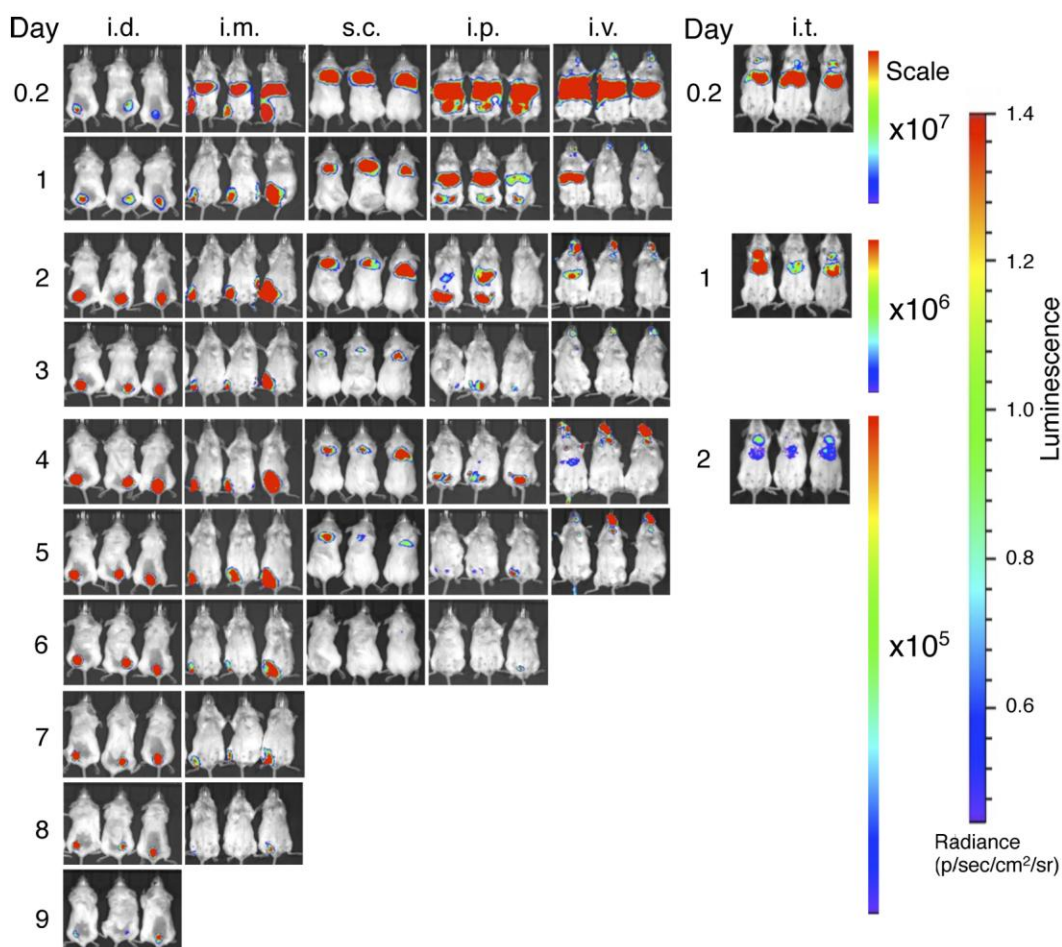 Day i.d. i.m. s.c. i.p. i.v. Day i.t.
0.2 0.2 Scale
x10⁷
1.4
1
1.2
2 1
x10⁶
Luminescence
3
1.0
4 2
0.8
5
x10⁵
6
0.6
7
8
Radiance
(p/sec/cm²/sr)
9